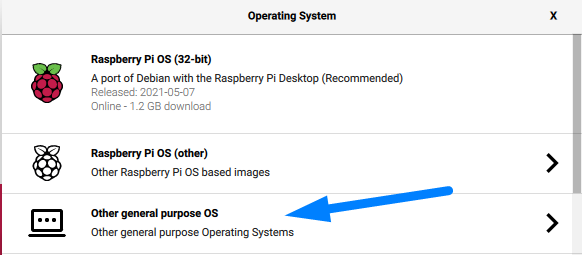 Operating System
X
Raspberry Pi OS (32-bit)
A port of Debian with the Raspberry Pi Desktop (Recommended)
Released: 2021-05-07
Online - 1.2 GB download
Raspberry Pi OS (other)
Other Raspberry Pi OS based images
Other general purpose OS
Other general purpose Operating Systems